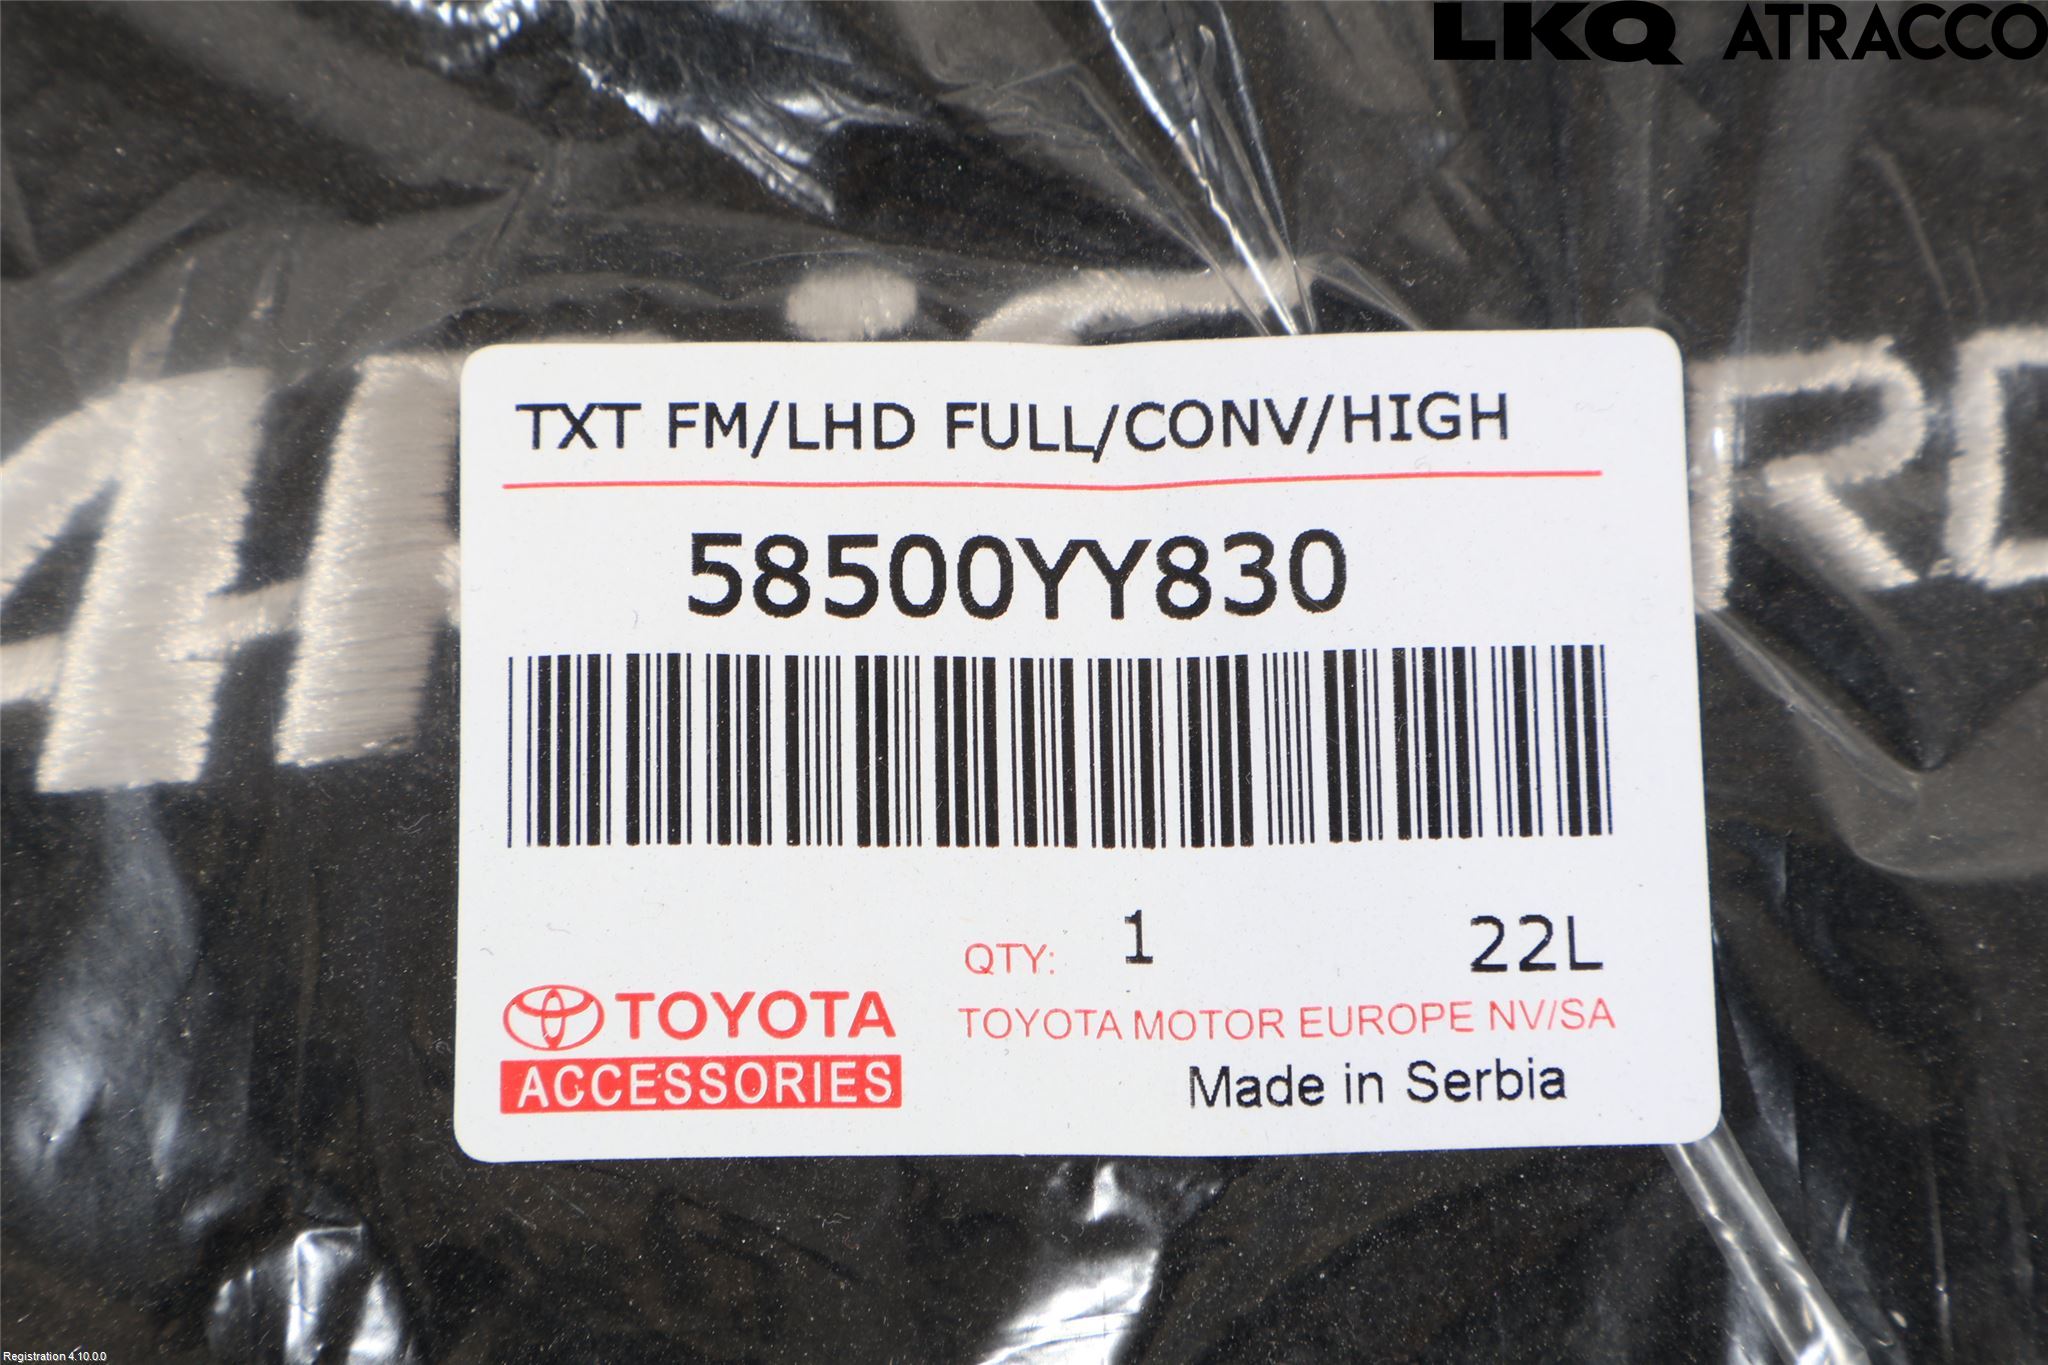 LKQ ATRACCO
TXT FM/LHD FULL/CONV/HIGH
58500YY830
QTY: 1 22L
TOYOTA
TOYOTA MOTOR EUROPE NV/SA
ACCESSORIES
Made in Serbia
Registration 4.10.0.0